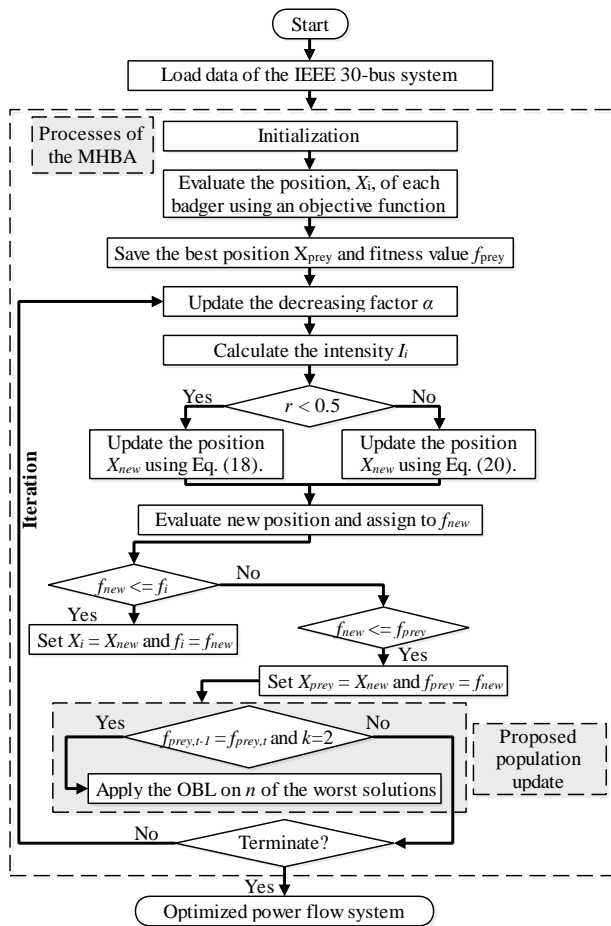 Start
Load data of the IEEE 30-bus system
Processes of
the MHBA
Initialization
Evaluate the position, Xi, of each
badger using an objective function
Save the best position Xprey and fitness value fprey
Update the decreasing factor α
Calculate the intensity Ii
Yes
r < 0.5
No
Update the position
Xnew using Eq. (18).
Update the position
Xnew using Eq. (20).
Iteration
Evaluate new position and assign to fnew
fnew <= fi
No
Yes
fnew <= fprey
Set Xi = Xnew and fi = fnew
Yes
Set Xprey = Xnew and fprey = fnew
Yes
fprey,t-1 = fprey,t and k=2
No
Proposed
population
update
Apply the OBL on n of the worst solutions
No
Terminate?
Yes
Optimized power flow system